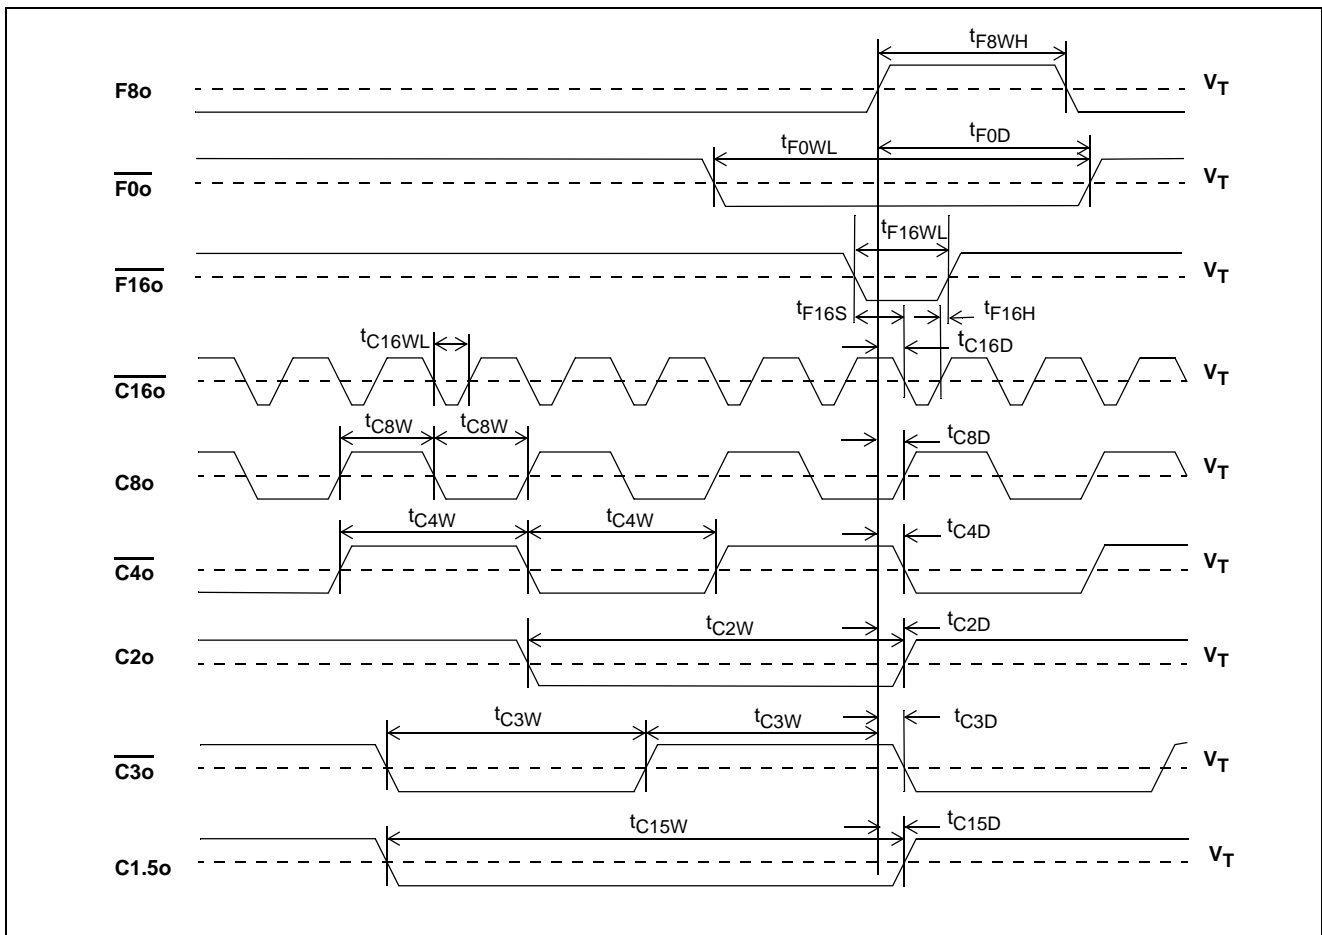 tF8WH
F8o VT
tF0WL tF0D
F0o VT
tF16WL
F16o VT
tF16S tF16H
tC16WL tC16D
C16o VT
tC8W tC8W tC8D
C8o VT
tC4W tC4W tC4D
C4o VT
tC2W tC2D
C2o VT
tC3W tC3W tC3D
C3o VT
tC15W tC15D
C1.5o VT